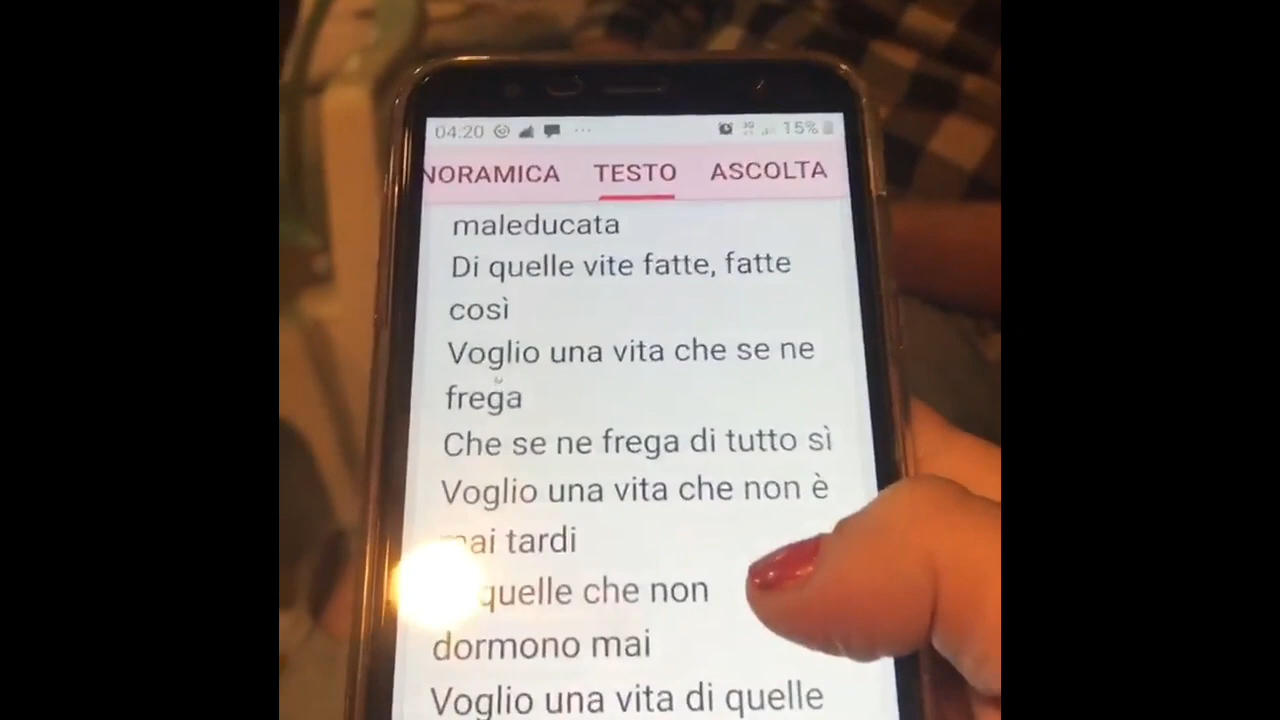 04:20 ... 3G 15%
NORAMICA TESTO ASCOLTA
maleducata
Di quelle vite fatte, fatte
così
Voglio una vita che se ne
frega
Che se ne frega di tutto sì
Voglio una vita che non è
mai tardi
quelle che non
dormono mai
Voglio una vita di quelle